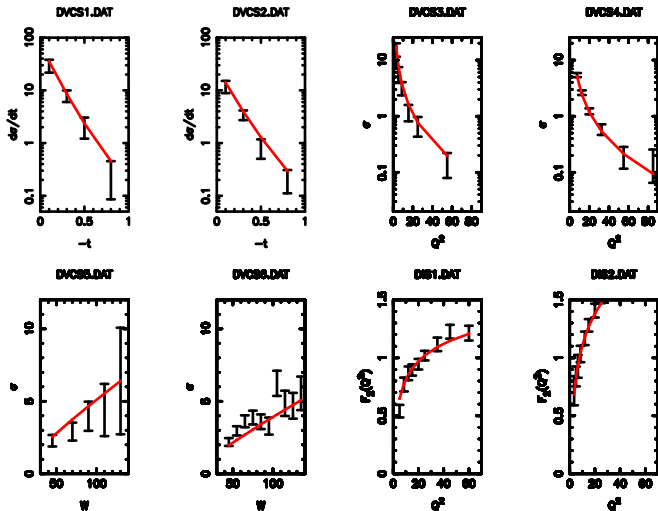 DVCS1.DAT DVCS2.DAT DVCS3.DAT DVCS4.DAT
dσ/dt 100 10 1 0.1
0 0.5 1
−t
dσ/dt 100 10 1 0.1
0 0.5 1
−t
σ 10 1 0.1
0 20 40 60 80
Q²
σ 10 1 0.1
0 20 40 60 80
Q²
DVCS5.DAT DVCS6.DAT DIS1.DAT DIS2.DAT
σ 10 5 0
50 100
W
σ 10 5 0
50 100
W
F₂(Q²) 1.5 1 0.5 0
0 20 40 60
Q²
F₂(Q²) 1.5 1 0.5 0
0 20 40 60 80
Q²